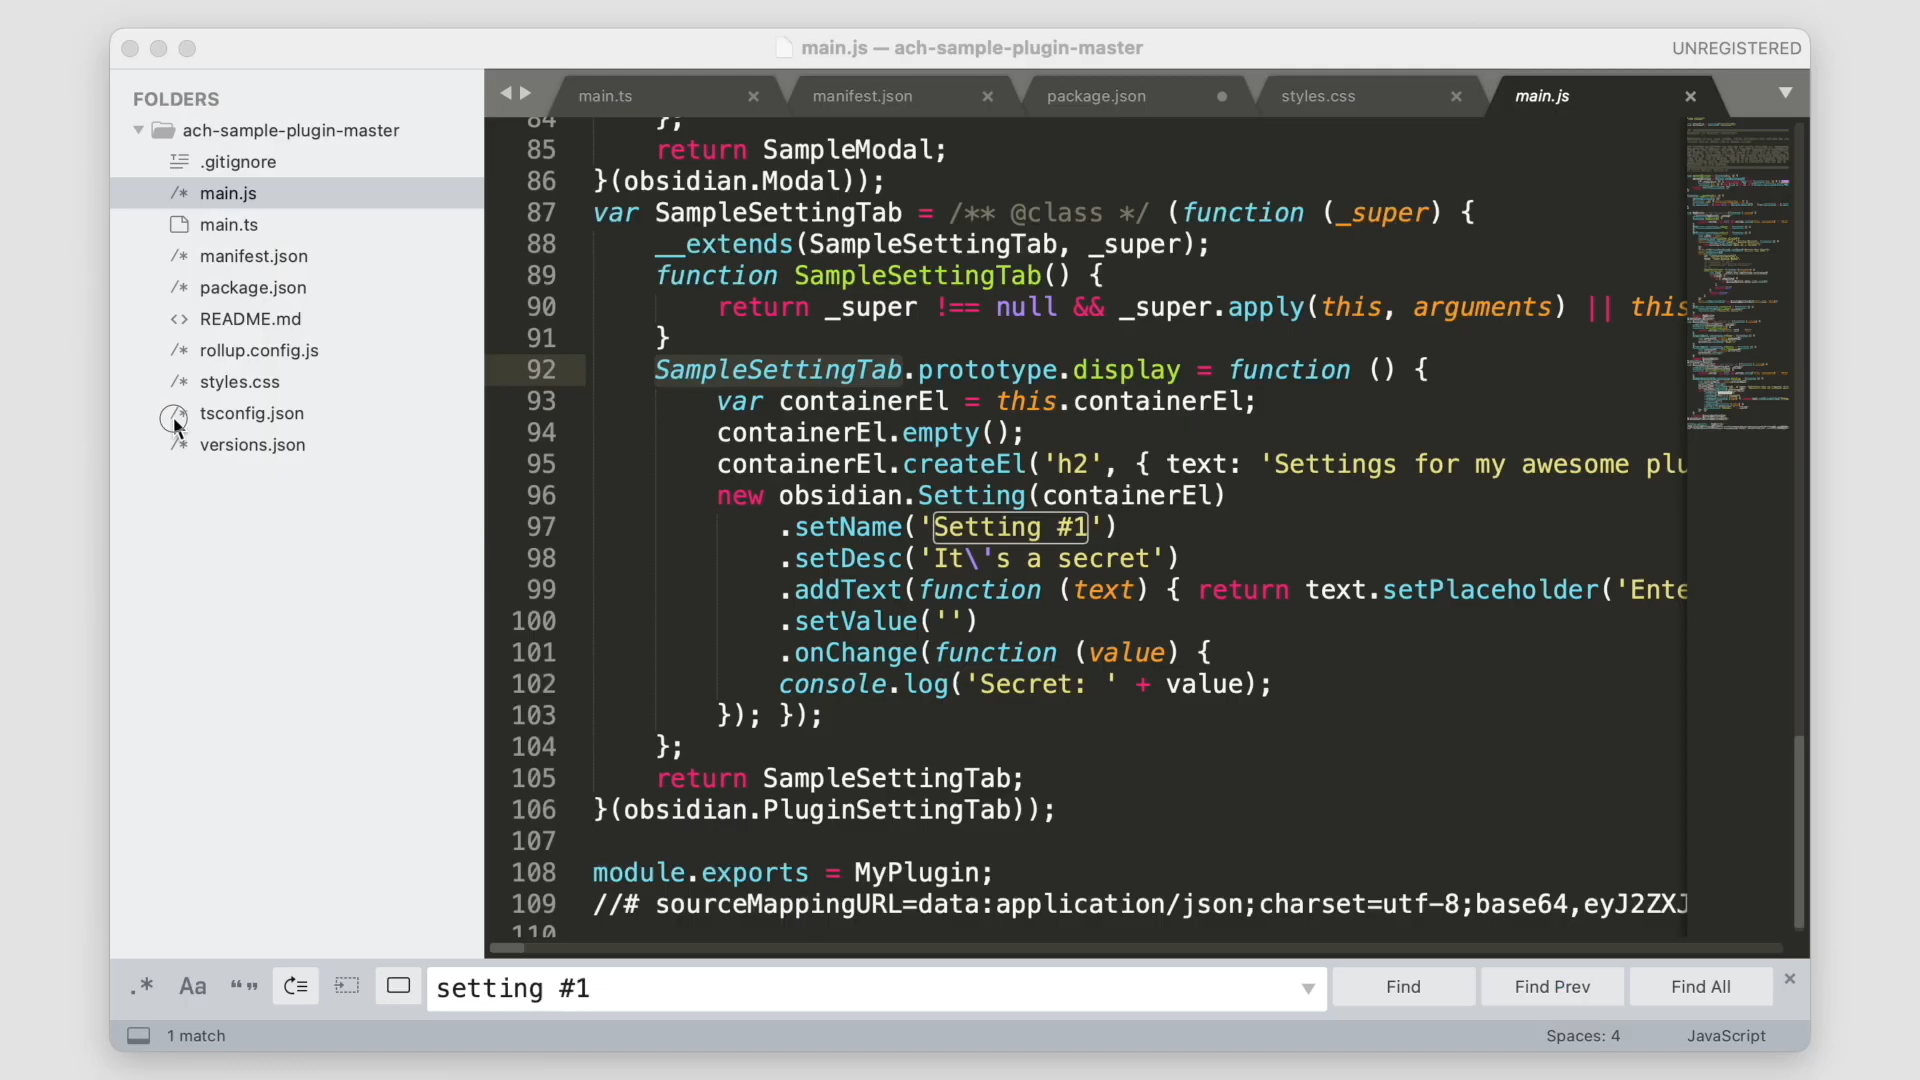 main.js — ach-sample-plugin-master
UNREGISTERED
FOLDERS
ach-sample-plugin-master
.gitignore
main.js
main.ts
manifest.json
package.json
README.md
rollup.config.js
styles.css
tsconfig.json
versions.json
main.ts
manifest.json
package.json
styles.css
main.js
84 };
85 return SampleModal;
86 }(obsidian.Modal));
87 var SampleSettingTab = /** @class */ (function (_super) {
88 __extends(SampleSettingTab, _super);
89 function SampleSettingTab() {
90 return _super !== null && _super.apply(this, arguments) || this
91 }
92 SampleSettingTab.prototype.display = function () {
93 var containerEl = this.containerEl;
94 containerEl.empty();
95 containerEl.createEl('h2', { text: 'Settings for my awesome plu
96 new obsidian.Setting(containerEl)
97 .setName('Setting #1')
98 .setDesc('It\'s a secret')
99 .addText(function (text) { return text.setPlaceholder('Ente
100 .setValue('')
101 .onChange(function (value) {
102 console.log('Secret: ' + value);
103 }); });
104 };
105 return SampleSettingTab;
106 }(obsidian.PluginSettingTab));
107
108 module.exports = MyPlugin;
109 //# sourceMappingURL=data:application/json;charset=utf-8;base64,eyJ2ZXJ
110
.* Aa “” setting #1 Find Find Prev Find All
1 match
Spaces: 4
JavaScript